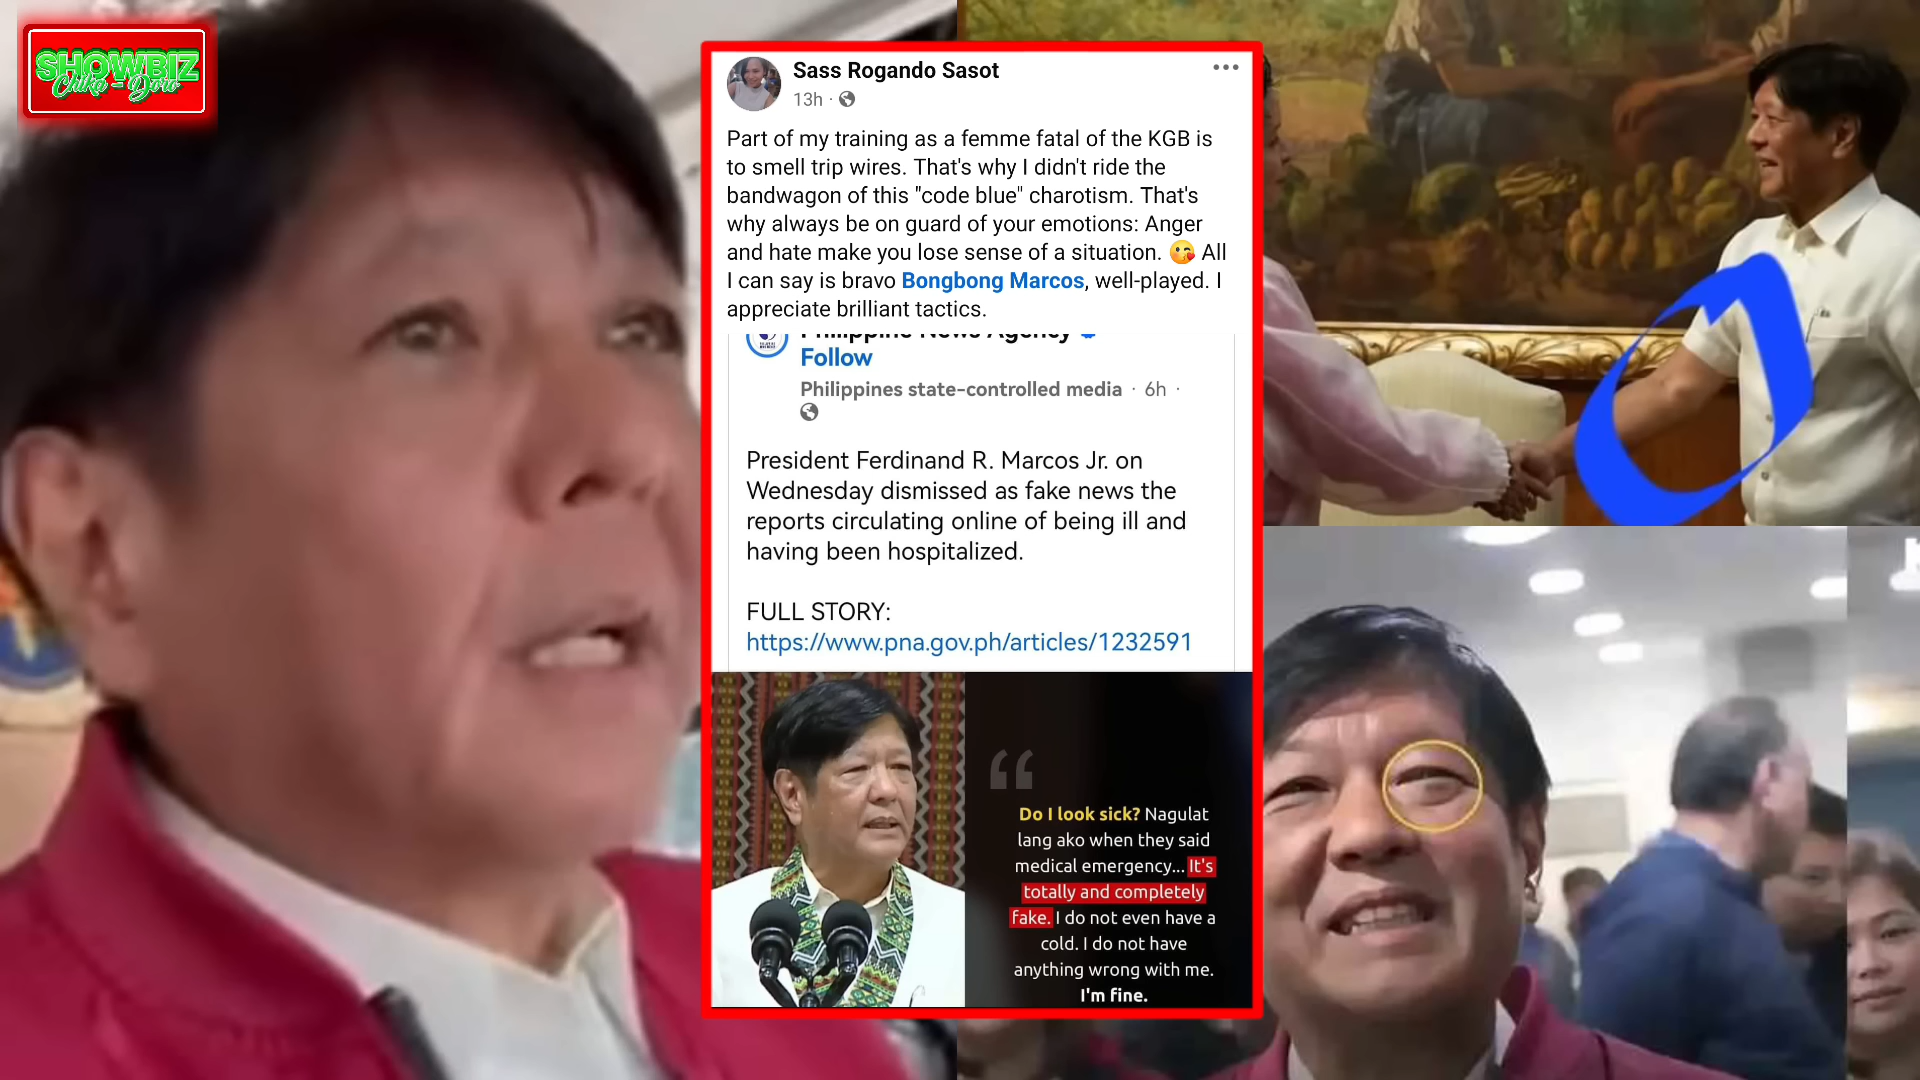 SHOWBIZ
Chika - Doro
Sass Rogando Sasot
13h ·
Part of my training as a femme fatal of the KGB is
to smell trip wires. That's why I didn't ride the
bandwagon of this "code blue" charotism. That's
why always be on guard of your emotions: Anger
and hate make you lose sense of a situation. 😘 All
I can say is bravo Bongbong Marcos, well-played. I
appreciate brilliant tactics.
Philippine News Agency
Follow
Philippines state-controlled media · 6h ·
President Ferdinand R. Marcos Jr. on
Wednesday dismissed as fake news the
reports circulating online of being ill and
having been hospitalized.
FULL STORY:
https://www.pna.gov.ph/articles/1232591
“
Do I look sick? Nagulat
lang ako when they said
medical emergency... It's
totally and completely
fake. I do not even have a
cold. I do not have
anything wrong with me.
I'm fine.